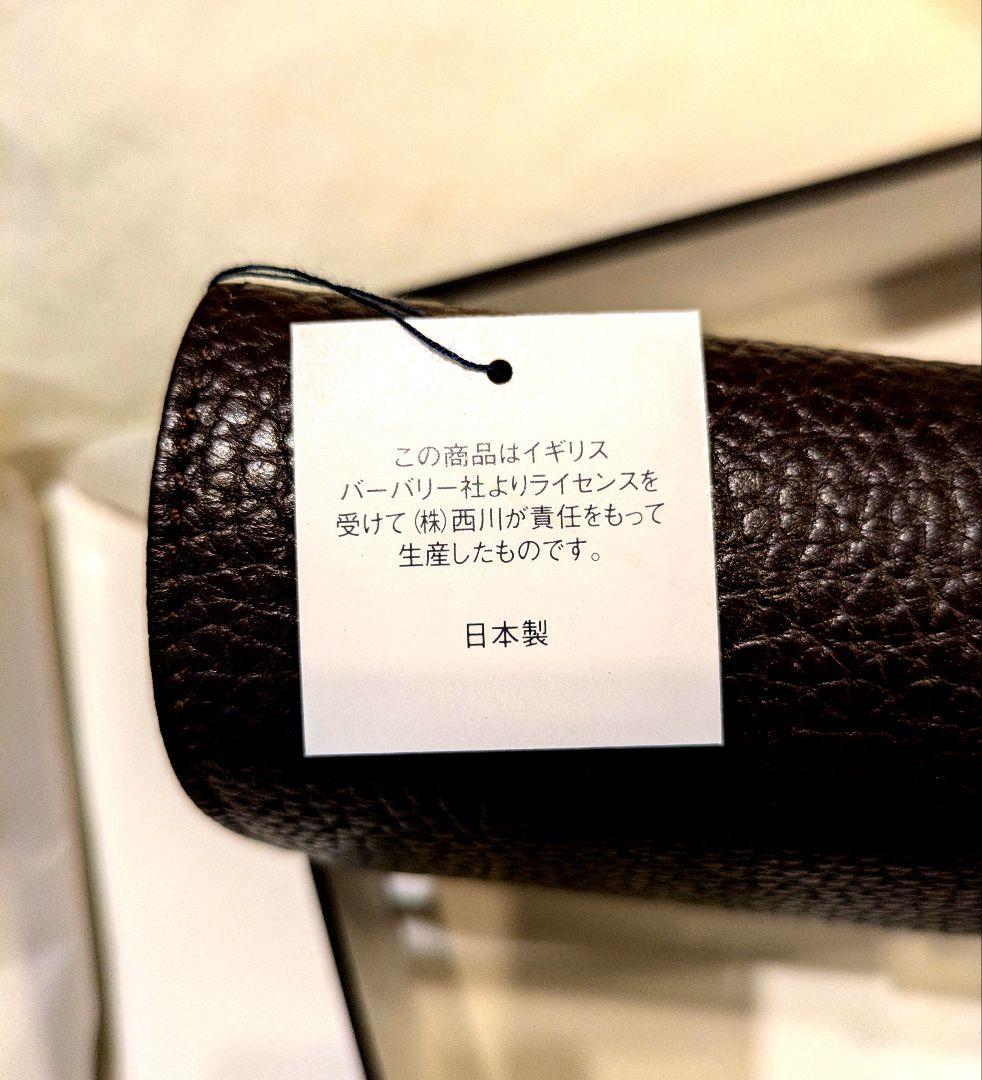 この商品はイギリス
バーバリー社よりライセンスを
受けて(株)西川が責任をもって
生産したものです。
日本製